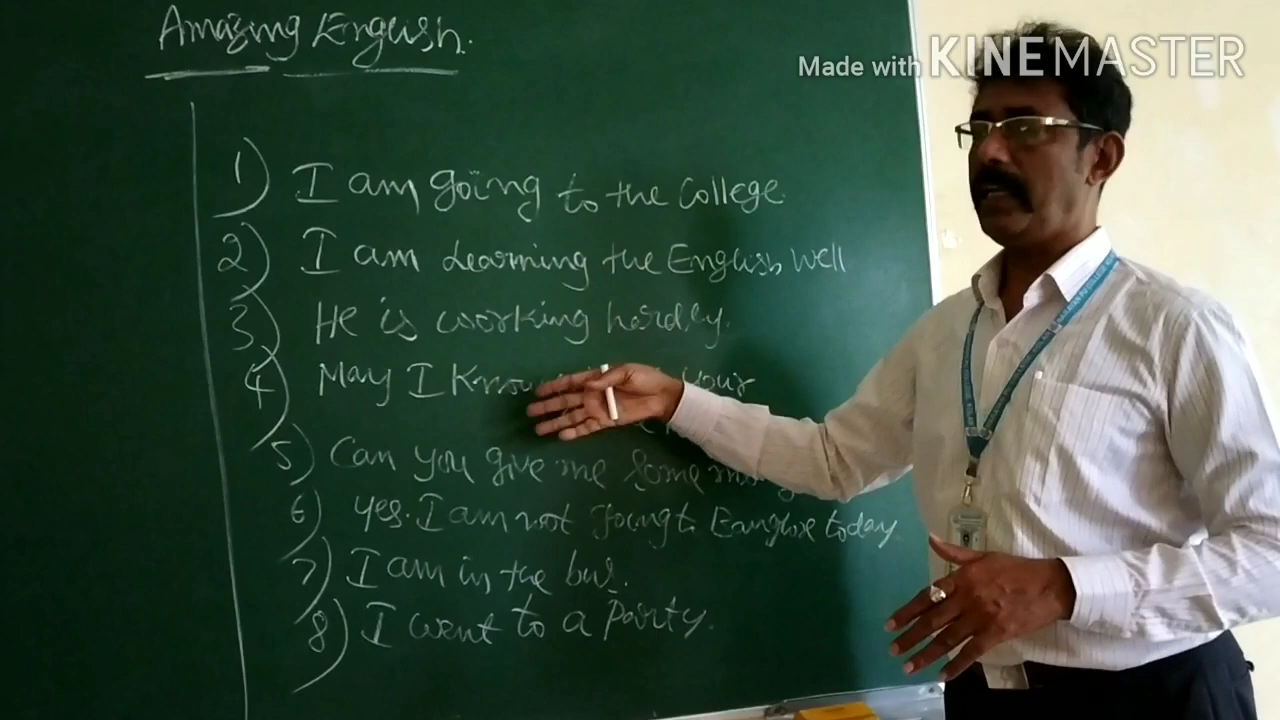 Amazing English.
Made with KINEMASTER
1) I am going to the College.
2) I am learning the English well
3) He is working hardly.
4) May I Know your
5) Can you give me some
6) yes. I am not going to Banglore today
7) I am in the bus.
8) I went to a Party.